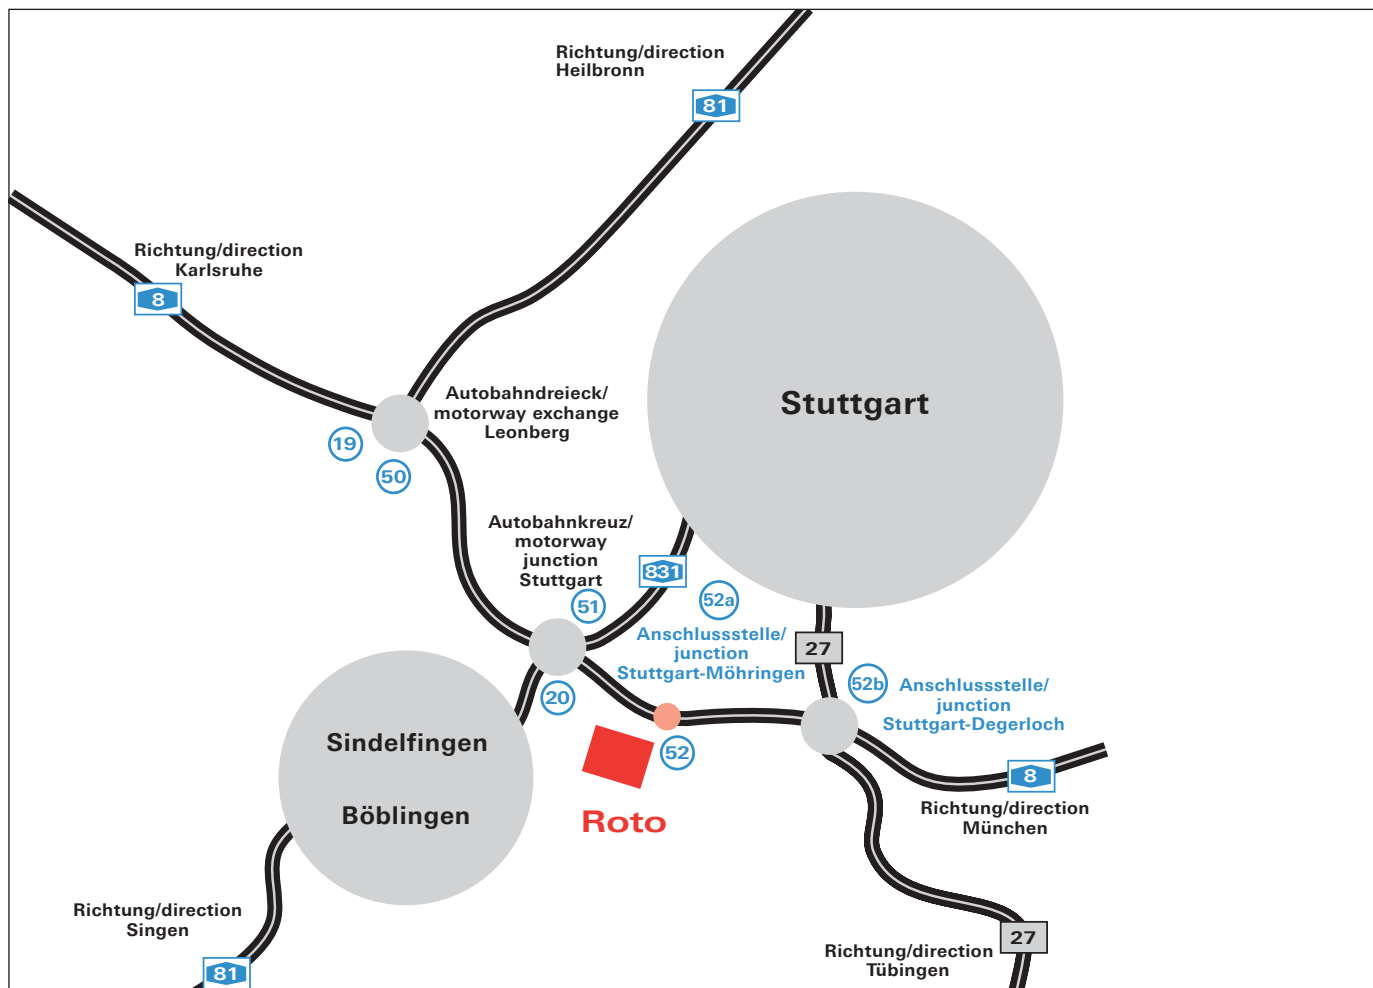 Richtung/direction
Heilbronn
81
Richtung/direction
Karlsruhe
8
Stuttgart
Autobahndreieck/
motorway exchange
Leonberg
19
50
Autobahnkreuz/
motorway
junction
Stuttgart
51
831
52a
Anschlussstelle/
junction
Stuttgart-Möhringen
27
52b
Anschlussstelle/
junction
Stuttgart-Degerloch
20
52
Sindelfingen
Böblingen
Roto
8
Richtung/direction
München
Richtung/direction
Singen
81
27
Richtung/direction
Tübingen